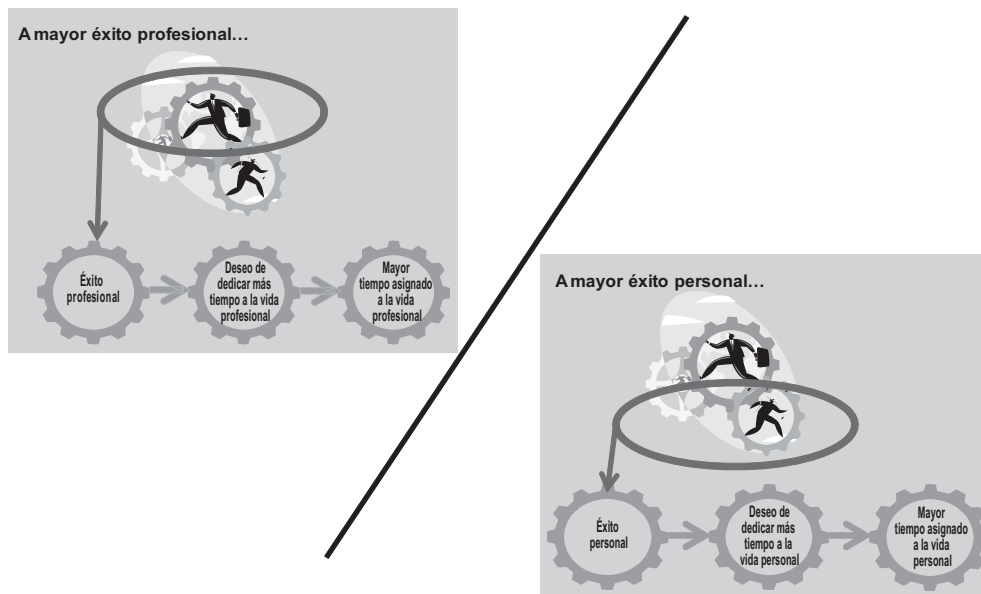 A mayor éxito profesional…
Éxito
profesional
Deseo de
dedicar más
tiempo a la vida
profesional
Mayor
tiempo asignado
a la vida
profesional
A mayor éxito personal…
Éxito
personal
Deseo de
dedicar más
tiempo a la
vida personal
Mayor
tiempo asignado
a la vida
personal